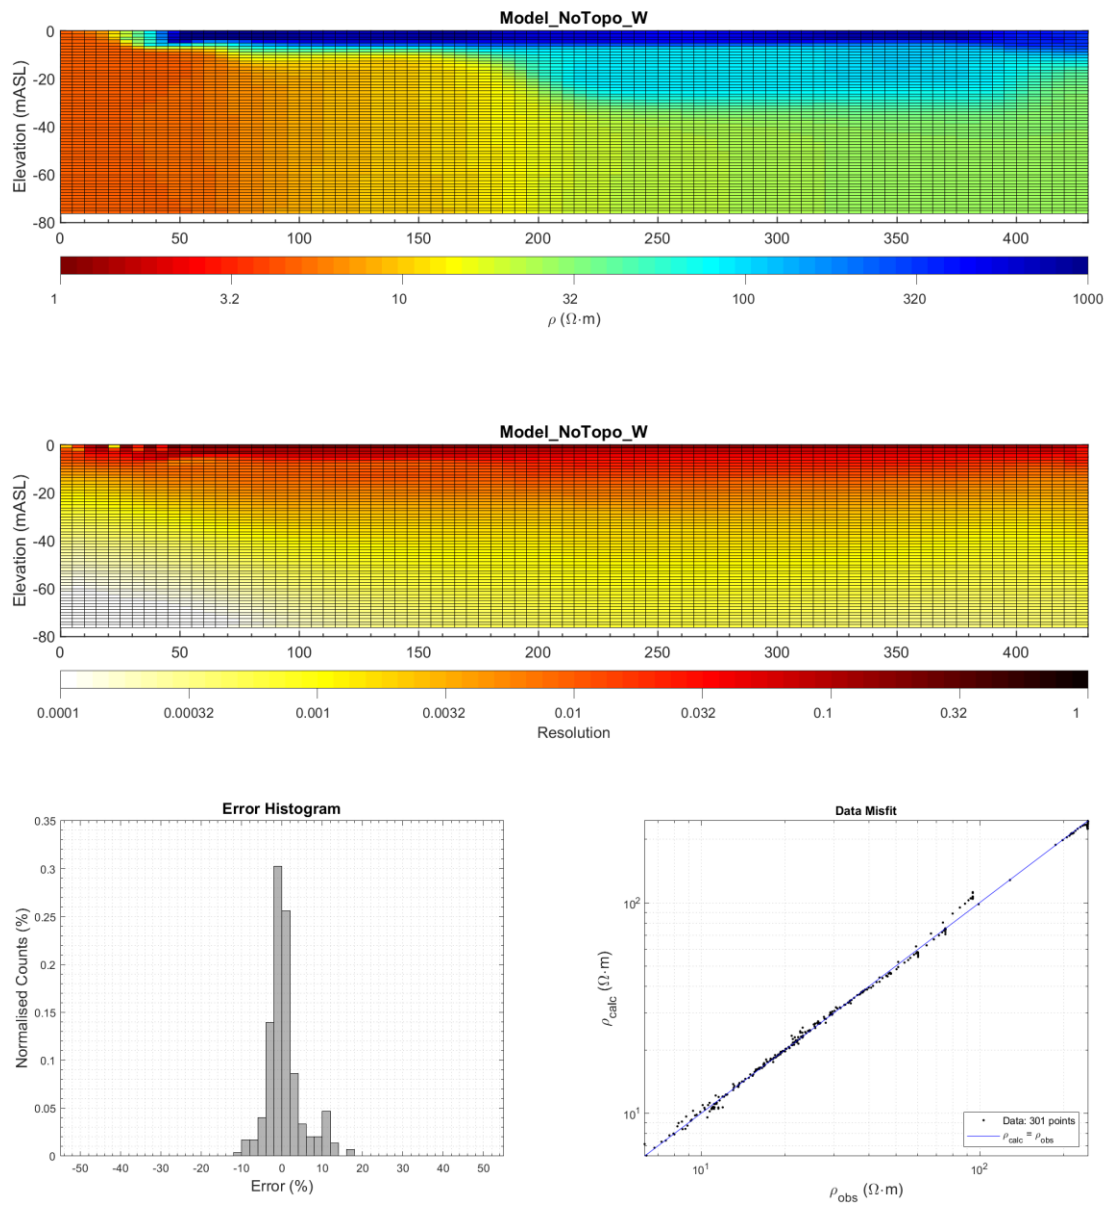 Model_NoTopo_W
Elevation (mASL)
0
-20
-40
-60
-80
0 50 100 150 200 250 300 350 400
1 3.2 10 32 100 320 1000
ρ (Ω·m)
Model_NoTopo_W
Elevation (mASL)
0
-20
-40
-60
-80
0 50 100 150 200 250 300 350 400
0.0001 0.00032 0.001 0.0032 0.01 0.032 0.1 0.32 1
Resolution
Error Histogram
Normalised Counts (%)
0.35
0.3
0.25
0.2
0.15
0.1
0.05
0
-50 -40 -30 -20 -10 0 10 20 30 40 50
Error (%)
Data Misfit
ρcalc (Ω·m)
10²
10¹
Data: 301 points
ρcalc = ρobs
10¹ 10²
ρobs (Ω·m)